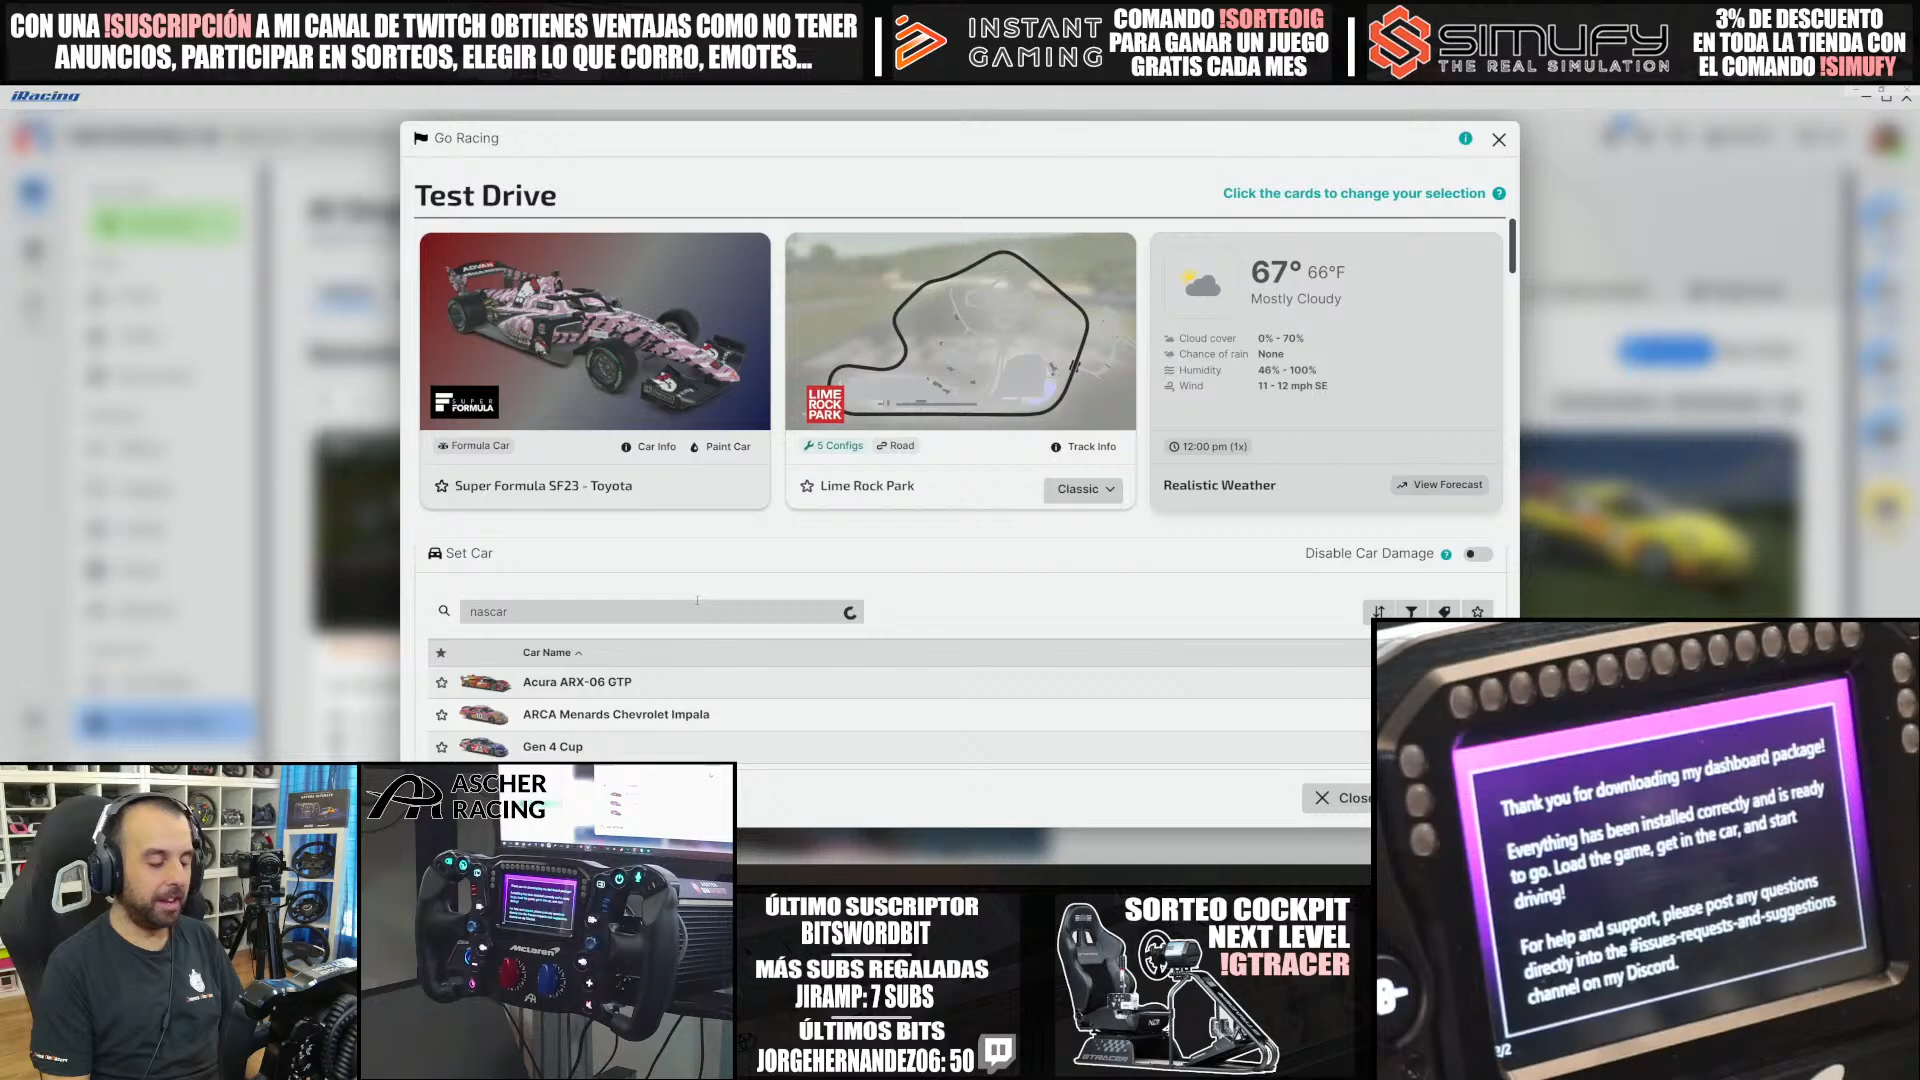 CON UNA !SUSCRIPCIÓN A MI CANAL DE TWITCH OBTIENES VENTAJAS COMO NO TENER
ANUNCIOS, PARTICIPAR EN SORTEOS, ELEGIR LO QUE CORRO, EMOTES...
INSTANT
GAMING
COMANDO !SORTEOIG
PARA GANAR UN JUEGO
GRATIS CADA MES
SIMUFY
THE REAL SIMULATION
3% DE DESCUENTO
EN TODA LA TIENDA CON
EL COMANDO !SIMUFY
iRacing
Go Racing
Test Drive
Click the cards to change your selection
ADVAN
SUPER
FORMULA
Formula Car
Car Info
Paint Car
Super Formula SF23 - Toyota
LIME
ROCK
PARK
5 Configs
Road
Track Info
Lime Rock Park
Classic
67° 66°F
Mostly Cloudy
Cloud cover 0% - 70%
Chance of rain None
Humidity 46% - 100%
Wind 11 - 12 mph SE
12:00 pm (1x)
Realistic Weather
View Forecast
Set Car
Disable Car Damage
nascar
Car Name
Acura ARX-06 GTP
ARCA Menards Chevrolet Impala
Gen 4 Cup
Close
ASCHER
RACING
McLaren
ÚLTIMO SUSCRIPTOR
BITSWORDBIT
MÁS SUBS REGALADAS
JIRAMP: 7 SUBS
ÚLTIMOS BITS
JORGEHERNANDEZ06: 50
SORTEO COCKPIT
NEXT LEVEL
!GTRACER
GTRACER
Thank you for downloading my dashboard package!
Everything has been installed correctly and is ready
to go. Load the game, get in the car, and start
driving!
For help and support, please post any questions
directly into the #issues-requests-and-suggestions
channel on my Discord.
2/2